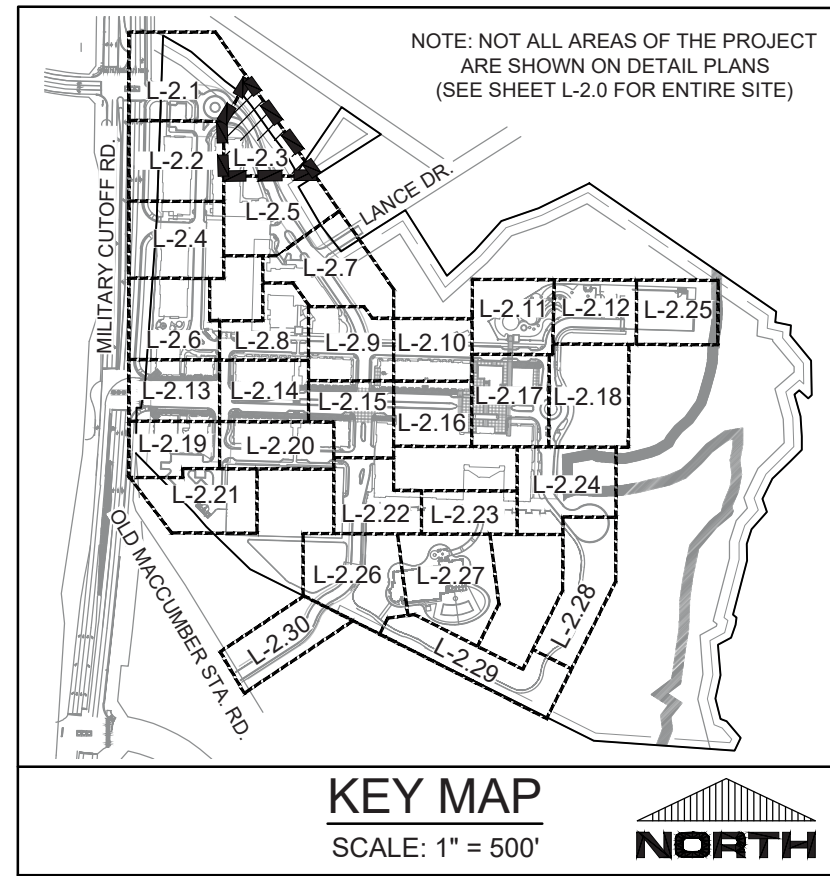 NOTE: NOT ALL AREAS OF THE PROJECT
ARE SHOWN ON DETAIL PLANS
(SEE SHEET L-2.0 FOR ENTIRE SITE)
MILITARY CUTOFF RD.
LANCE DR.
OLD MACCUMBER STA. RD.
L-2.1
L-2.2
L-2.3
L-2.4
L-2.5
L-2.6
L-2.7
L-2.8
L-2.9
L-2.10
L-2.11
L-2.12
L-2.25
L-2.13
L-2.14
L-2.15
L-2.16
L-2.17
L-2.18
L-2.19
L-2.20
L-2.21
L-2.22
L-2.23
L-2.24
L-2.26
L-2.27
L-2.28
L-2.29
L-2.30
KEY MAP
SCALE: 1" = 500'
NORTH